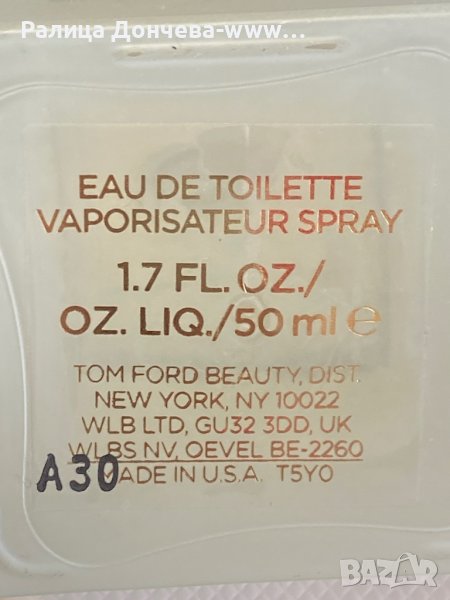 Ралица Дончева-www...
EAU DE TOILETTE
VAPORISATEUR SPRAY
1.7 FL. OZ./
OZ. LIQ./50 ml ℮
TOM FORD BEAUTY, DIST.
NEW YORK, NY 10022
WLB LTD, GU32 3DD, UK
WLBS NV, OEVEL BE-2260
A30 MADE IN U.S.A. T5Y0
BAZAR